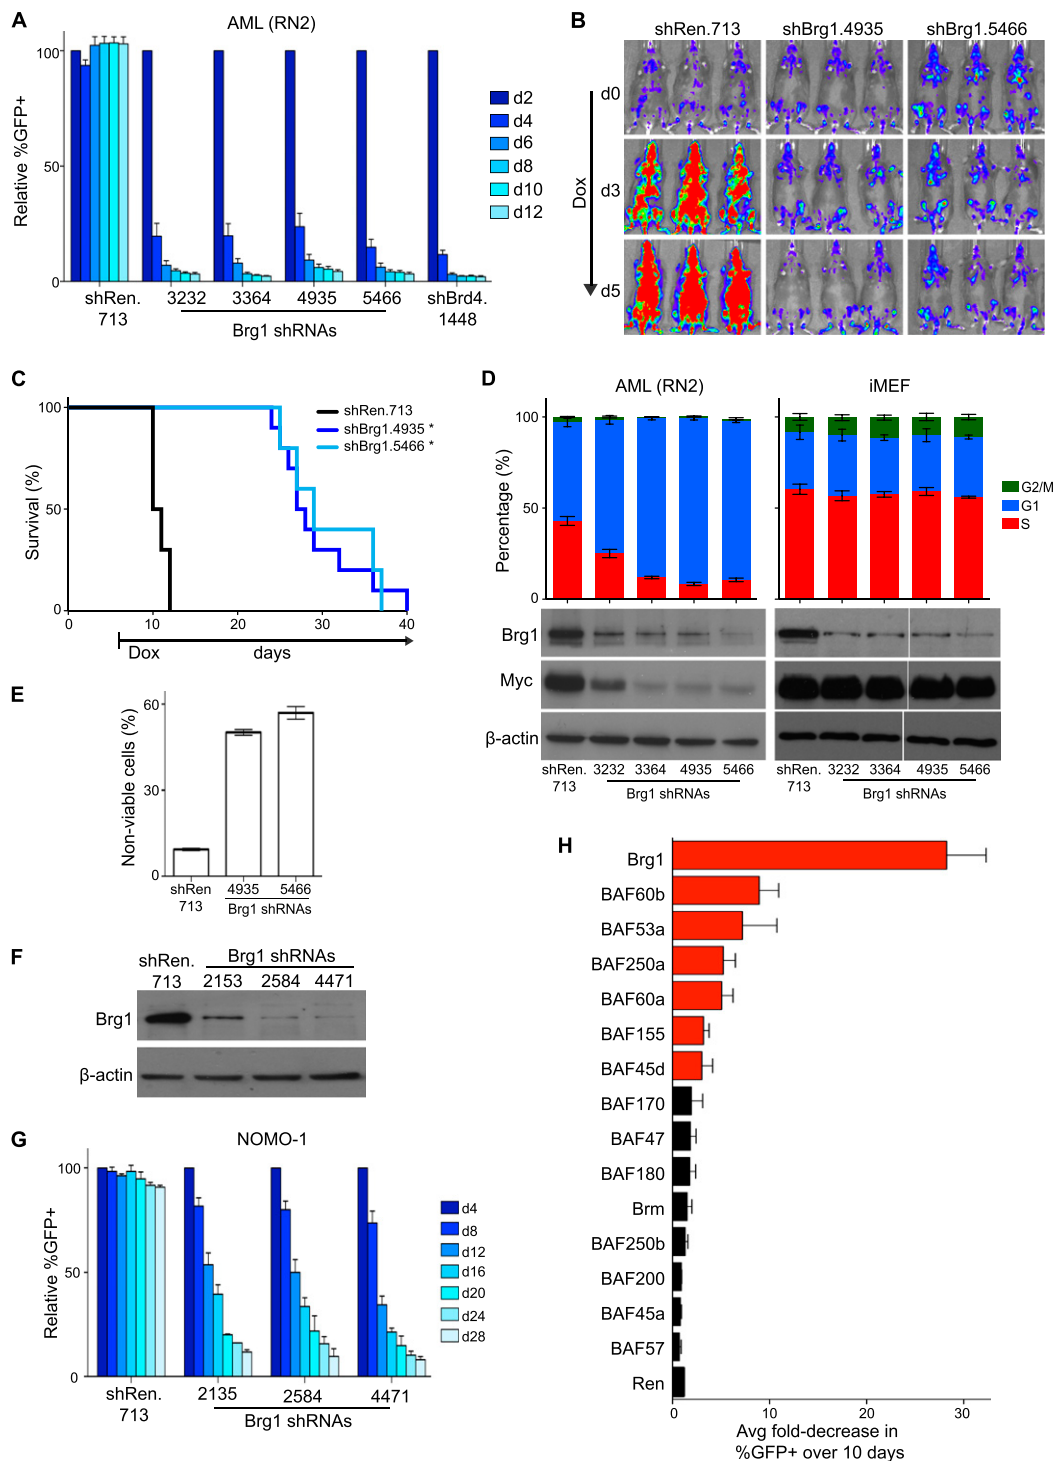 A
AML (RN2)
Relative %GFP+
100
50
0
d2
d4
d6
d8
d10
d12
shRen.
713
3232
3364
4935
5466
shBrd4.
1448
Brg1 shRNAs
B
shRen.713
shBrg1.4935
shBrg1.5466
d0
d3
d5
Dox
C
Survival (%)
100
50
0
shRen.713
shBrg1.4935 *
shBrg1.5466 *
0
10
20
30
40
Dox
days
D
AML (RN2)
iMEF
Percentage (%)
100
50
0
G2/M
G1
S
Brg1
Myc
β-actin
shRen.
713
3232
3364
4935
5466
Brg1 shRNAs
shRen.
713
3232
3364
4935
5466
Brg1 shRNAs
E
Non-viable cells (%)
60
30
0
shRen
713
4935
5466
Brg1 shRNAs
F
shRen.
713
Brg1 shRNAs
2153
2584
4471
Brg1
β-actin
G
NOMO-1
Relative %GFP+
100
50
0
d4
d8
d12
d16
d20
d24
d28
shRen.
713
2135
2584
4471
Brg1 shRNAs
H
Brg1
BAF60b
BAF53a
BAF250a
BAF60a
BAF155
BAF45d
BAF170
BAF47
BAF180
Brm
BAF250b
BAF200
BAF45a
BAF57
Ren
0
10
20
30
Avg fold-decrease in
%GFP+ over 10 days